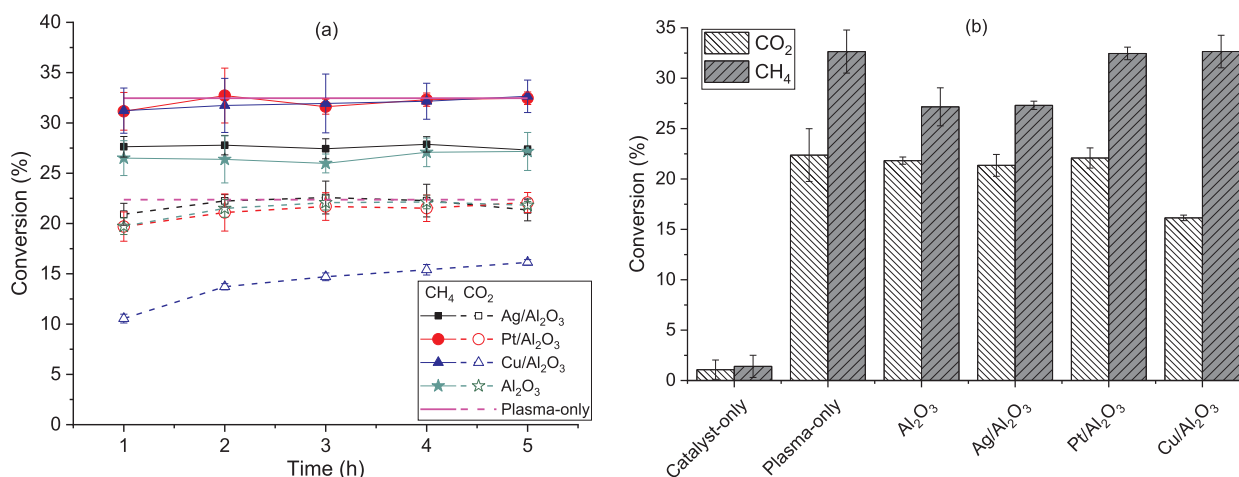 (a)
Conversion (%)
40
35
30
25
20
15
10
5
0
1 2 3 4 5
Time (h)
CH4 CO2
Ag/Al2O3
Pt/Al2O3
Cu/Al2O3
Al2O3
Plasma-only
(b)
CO2
CH4
Conversion (%)
35
30
25
20
15
10
5
0
Catalyst-only
Plasma-only
Al2O3
Ag/Al2O3
Pt/Al2O3
Cu/Al2O3